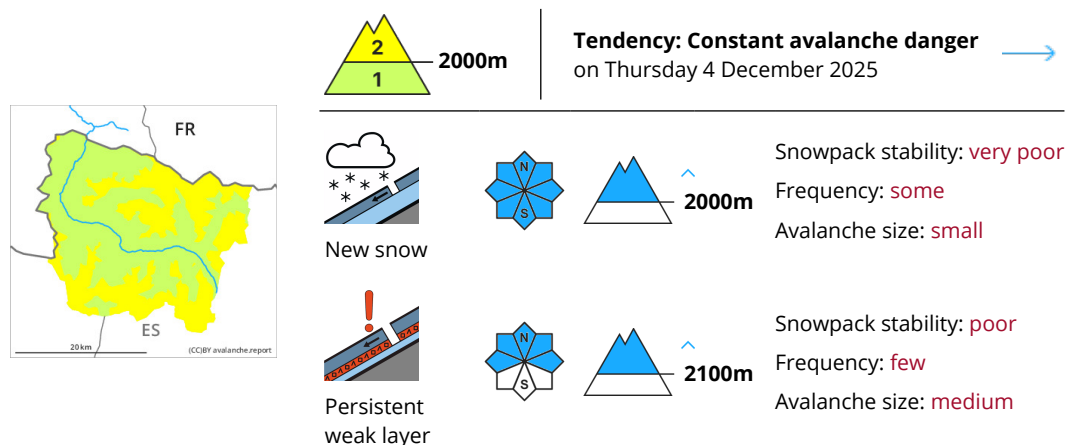 2
1
2000m
Tendency: Constant avalanche danger
on Thursday 4 December 2025
FR
ES
20 km
(CC)BY avalanche.report
New snow
N
S
2000m
Snowpack stability: very poor
Frequency: some
Avalanche size: small
Persistent
weak layer
N
S
2100m
Snowpack stability: poor
Frequency: few
Avalanche size: medium